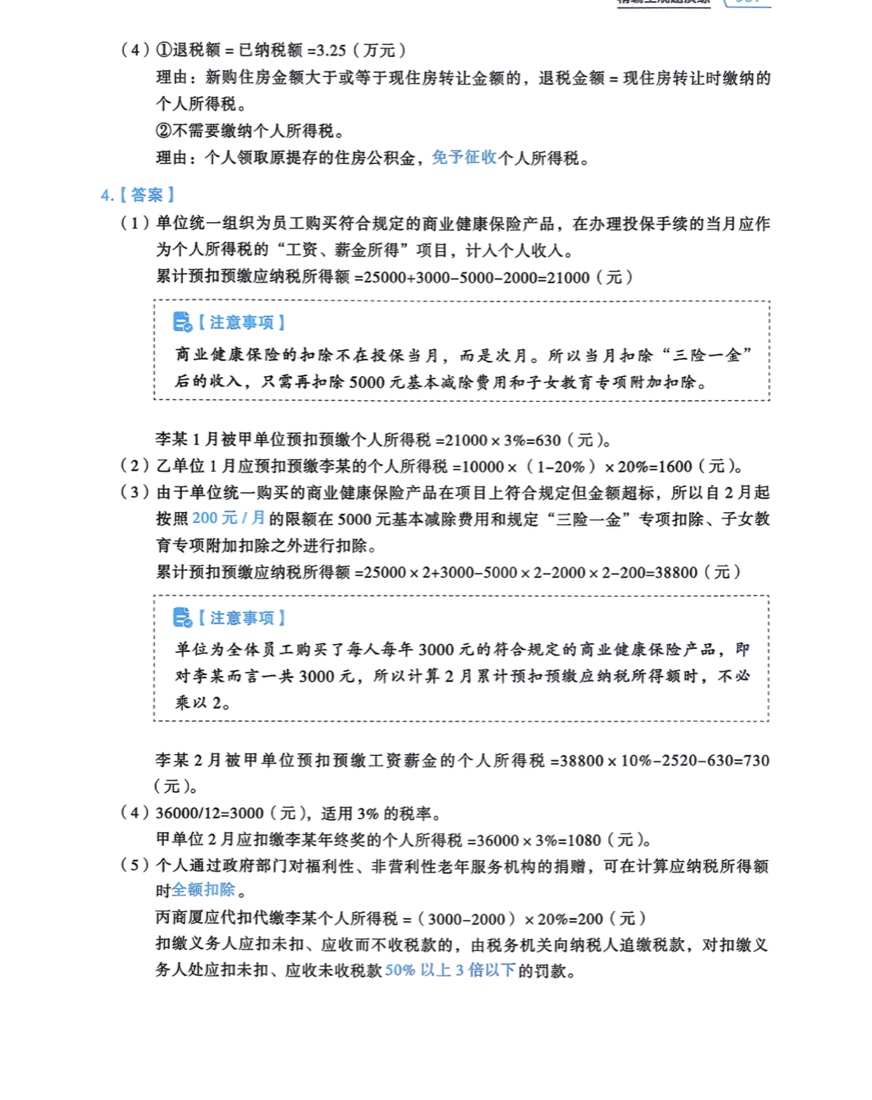 （4）①退税额 = 已纳税额 =3.25（万元）
理由：新购住房金额大于或等于现住房转让金额的，退税金额 = 现住房转让时缴纳的
个人所得税。
②不需要缴纳个人所得税。
理由：个人领取原提存的住房公积金，免予征收个人所得税。
4.【答案】
（1）单位统一组织为员工购买符合规定的商业健康保险产品，在办理投保手续的当月应作
为个人所得税的“工资、薪金所得”项目，计入个人收入。
累计预扣预缴应纳税所得额 =25000+3000-5000-2000=21000（元）
【注意事项】
商业健康保险的扣除不在投保当月，而是次月。所以当月扣除“三险一金”
后的收入，只需再扣除 5000 元基本减除费用和子女教育专项附加扣除。
李某 1 月被甲单位预扣预缴个人所得税 =21000 × 3%=630（元）。
（2）乙单位 1 月应预扣预缴李某的个人所得税 =10000 ×（1-20%）× 20%=1600（元）。
（3）由于单位统一购买的商业健康保险产品在项目上符合规定但金额超标，所以自 2 月起
按照 200 元 / 月的限额在 5000 元基本减除费用和规定“三险一金”专项扣除、子女教
育专项附加扣除之外进行扣除。
累计预扣预缴应纳税所得额 =25000 × 2+3000-5000 × 2-2000 × 2-200=38800（元）
【注意事项】
单位为全体员工购买了每人每年 3000 元的符合规定的商业健康保险产品，即
对李某而言一共 3000 元，所以计算 2 月累计预扣预缴应纳税所得额时，不必
乘以 2。
李某 2 月被甲单位预扣预缴工资薪金的个人所得税 =38800 × 10%-2520-630=730
（元）。
（4）36000/12=3000（元），适用 3% 的税率。
甲单位 2 月应扣缴李某年终奖的个人所得税 =36000 × 3%=1080（元）。
（5）个人通过政府部门对福利性、非营利性老年服务机构的捐赠，可在计算应纳税所得额
时全额扣除。
丙商厦应代扣代缴李某个人所得税 =（3000-2000）× 20%=200（元）
扣缴义务人应扣未扣、应收而不收税款的，由税务机关向纳税人追缴税款，对扣缴义
务人处应扣未扣、应收未收税款 50% 以上 3 倍以下的罚款。